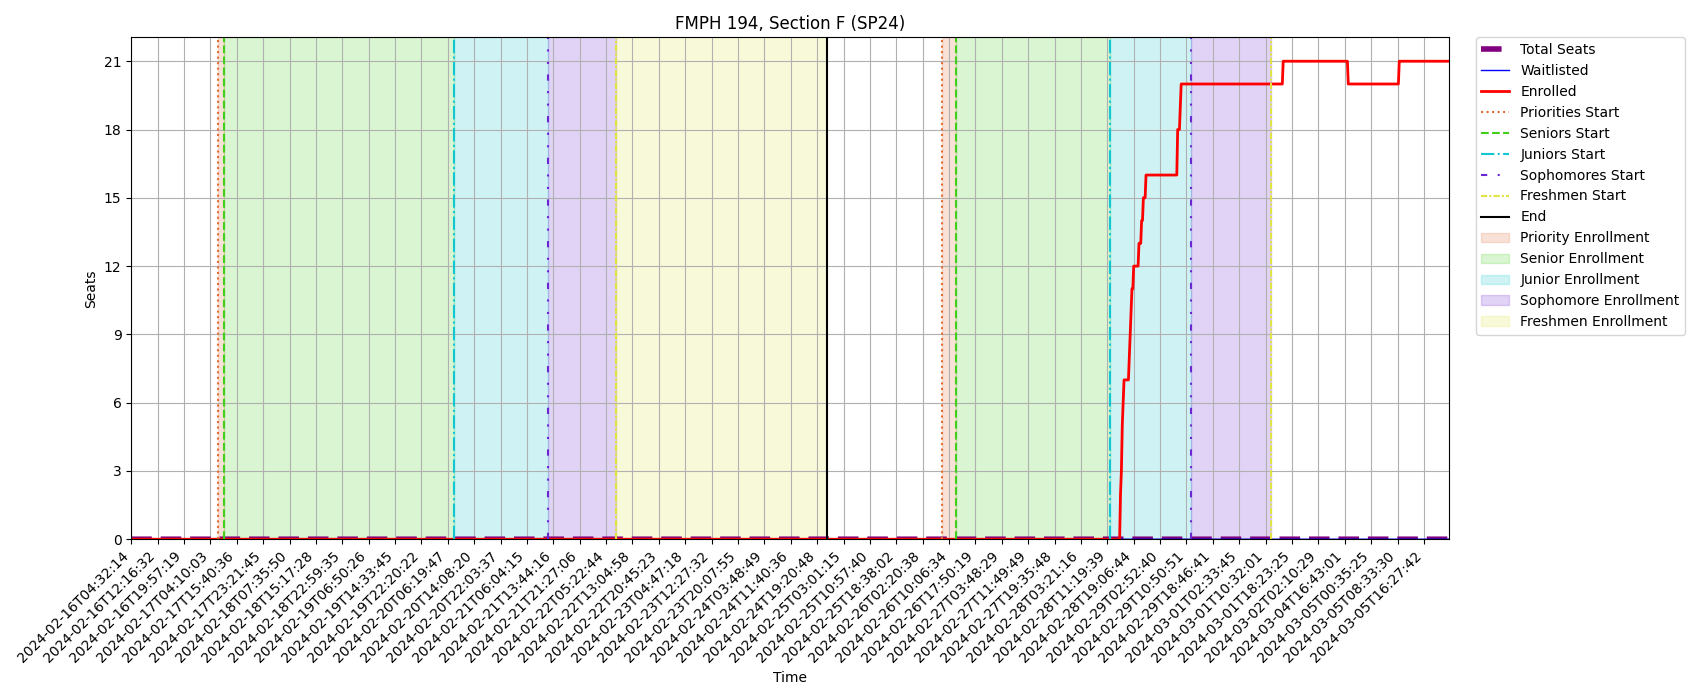 FMPH 194, Section F (SP24)
Seats
21
18
15
12
9
6
3
0
2024-02-16T04:32:14
2024-02-16T12:16:32
2024-02-16T19:57:19
2024-02-17T04:10:03
2024-02-17T15:40:36
2024-02-17T23:21:45
2024-02-18T07:35:50
2024-02-18T15:17:28
2024-02-18T22:59:35
2024-02-19T06:50:26
2024-02-19T14:33:45
2024-02-19T22:20:22
2024-02-20T06:19:47
2024-02-20T14:08:20
2024-02-20T22:03:37
2024-02-21T06:04:15
2024-02-21T13:44:16
2024-02-21T21:27:06
2024-02-22T05:22:44
2024-02-22T13:04:58
2024-02-22T20:45:23
2024-02-23T04:47:18
2024-02-23T12:27:32
2024-02-23T20:07:55
2024-02-24T03:48:49
2024-02-24T11:40:36
2024-02-24T19:20:48
2024-02-25T03:01:15
2024-02-25T10:57:40
2024-02-25T18:38:02
2024-02-26T02:20:38
2024-02-26T10:06:34
2024-02-26T17:50:19
2024-02-27T03:48:29
2024-02-27T11:49:49
2024-02-27T19:35:48
2024-02-28T03:21:16
2024-02-28T11:19:39
2024-02-28T19:06:44
2024-02-29T02:52:40
2024-02-29T10:50:51
2024-02-29T18:46:41
2024-03-01T02:33:45
2024-03-01T10:32:01
2024-03-01T18:23:25
2024-03-02T02:10:29
2024-03-04T16:43:01
2024-03-05T00:35:25
2024-03-05T08:33:30
2024-03-05T16:27:42
Time
Total Seats
Waitlisted
Enrolled
Priorities Start
Seniors Start
Juniors Start
Sophomores Start
Freshmen Start
End
Priority Enrollment
Senior Enrollment
Junior Enrollment
Sophomore Enrollment
Freshmen Enrollment